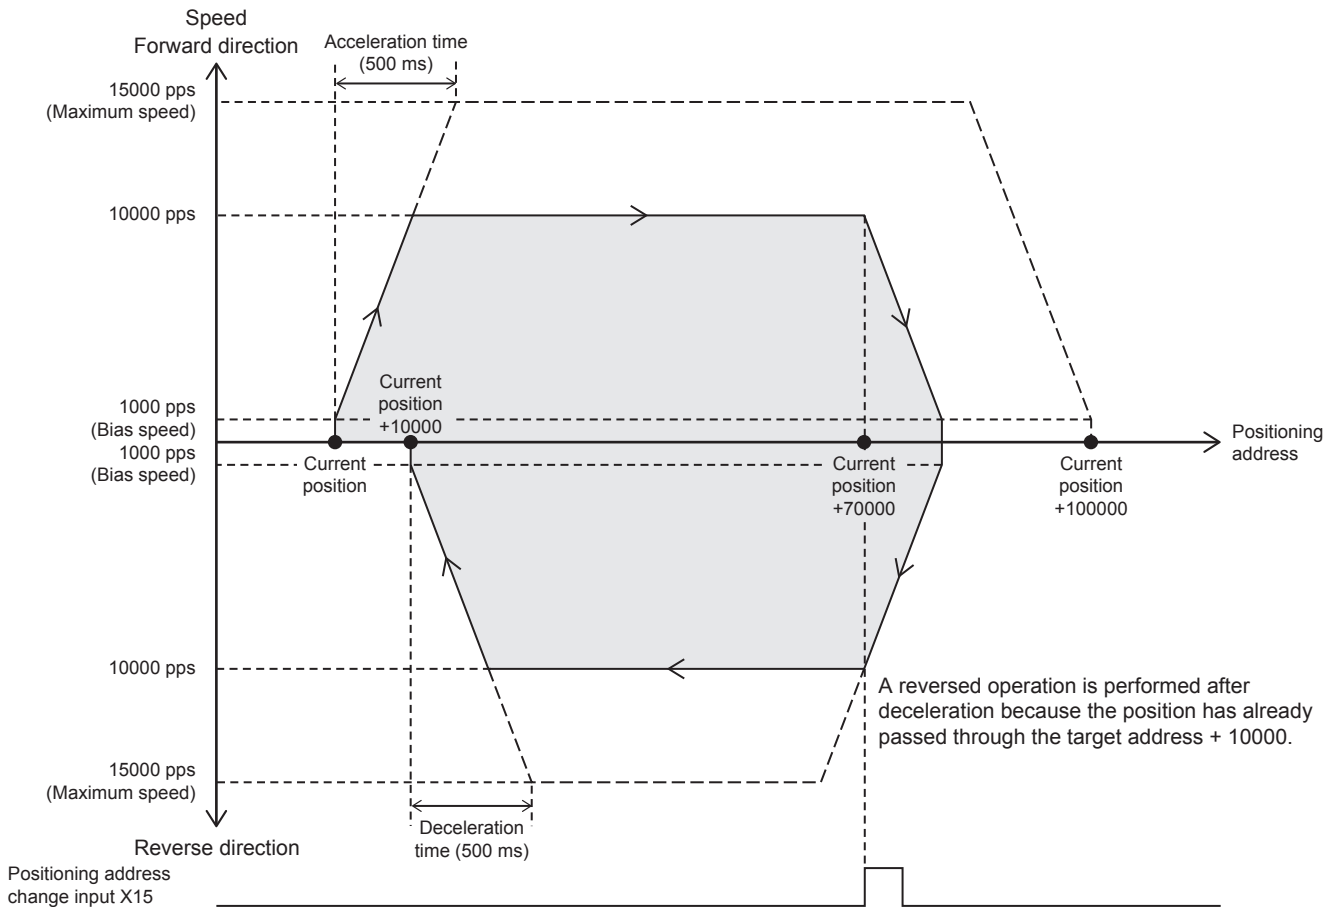 Speed
Forward direction
Acceleration time
(500 ms)
15000 pps
(Maximum speed)
10000 pps
Current
position
+10000
1000 pps
(Bias speed)
1000 pps
(Bias speed)
Current
position
Current
position
+70000
Current
position
+100000
Positioning
address
10000 pps
A reversed operation is performed after
deceleration because the position has already
passed through the target address + 10000.
15000 pps
(Maximum speed)
Deceleration
time (500 ms)
Reverse direction
Positioning address
change input X15